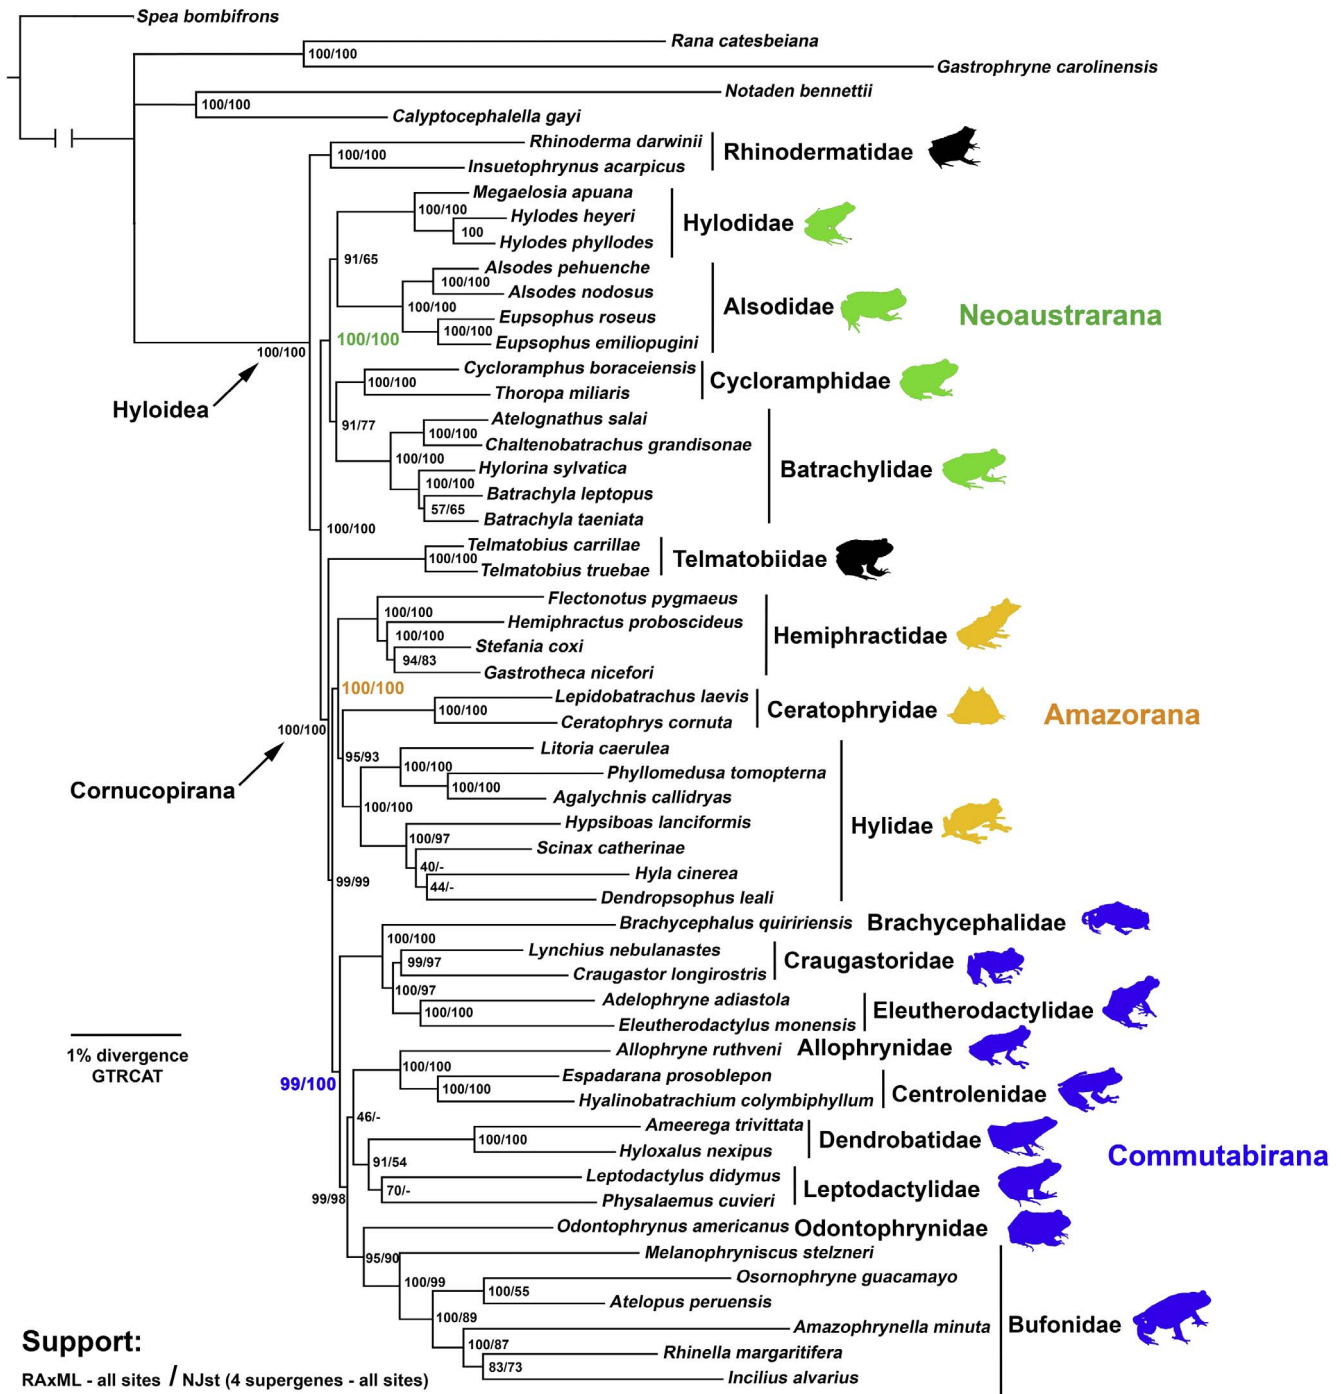 Spea bombifrons
Rana catesbeiana
100/100
Gastrophryne carolinensis
Notaden bennettii
100/100
Calyptocephalella gayi
Rhinoderma darwinii
100/100
Rhinodermatidae
Insuetophrynus acarpicus
Megaelosia apuana
100/100
Hylodes heyeri
Hylodidae
100
Hylodes phyllodes
91/65
Alsodes pehuenche
100/100
Alsodes nodosus
100/100
Alsodidae
Neoaustrarana
Eupsophus roseus
100/100
Eupsophus emiliopugini
100/100
100/100
Hyloidea
Cycloramphus boraceiensis
100/100
Cycloramphidae
Thoropa miliaris
91/77
Atelognathus salai
100/100
Chaltenobatrachus grandisonae
100/100
Hylorina sylvatica
Batrachylidae
100/100
Batrachyla leptopus
57/65
Batrachyla taeniata
100/100
Telmatobius carrillae
100/100
Telmatobiidae
Telmatobius truebae
Flectonotus pygmaeus
100/100
Hemiphractus proboscideus
100/100
Hemiphractidae
Stefania coxi
94/83
Gastrotheca nicefori
100/100
Lepidobatrachus laevis
100/100
Ceratophryidae
Amazorana
Ceratophrys cornuta
100/100
Cornucopirana
95/93
Litoria caerulea
100/100
Phyllomedusa tomopterna
100/100
Agalychnis callidryas
100/100
Hylidae
Hypsiboas lanciformis
100/97
Scinax catherinae
40/-
Hyla cinerea
44/-
Dendropsophus leali
99/99
Brachycephalus quiririensis
Brachycephalidae
100/100
Lynchius nebulanastes
99/97
Craugastoridae
Craugastor longirostris
100/97
Adelophryne adiastola
100/100
Eleutherodactylidae
Eleutherodactylus monensis
1% divergence
GTRCAT
99/100
Allophryne ruthveni
Allophrynidae
100/100
Espadarana prosoblepon
100/100
Centrolenidae
Hyalinobatrachium colymbiphyllum
46/-
Ameerega trivittata
100/100
Dendrobatidae
Hyloxalus nexipus
Commutabirana
91/54
Leptodactylus didymus
70/-
Leptodactylidae
Physalaemus cuvieri
99/98
Odontophrynus americanus
Odontophrynidae
95/90
Melanophryniscus stelzneri
100/99
Osornophryne guacamayo
100/55
Atelopus peruensis
100/89
Amazophrynella minuta
Bufonidae
100/87
Rhinella margaritifera
83/73
Incilius alvarius
Support:
RAxML - all sites / NJst (4 supergenes - all sites)